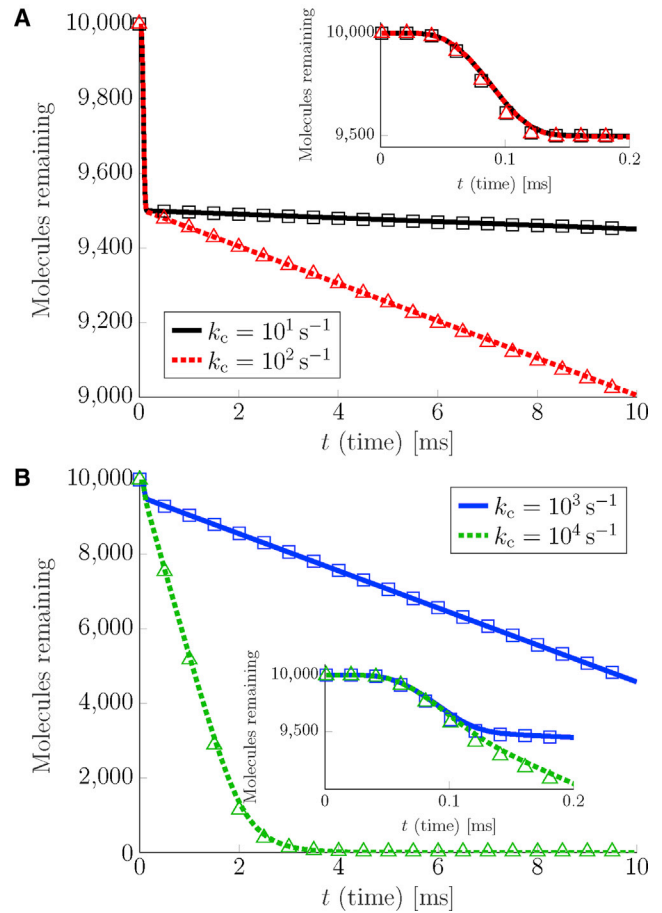 A
10,000
9,800
9,600
9,400
9,200
9,000
Molecules remaining
0 2 4 6 8 10
t (time) [ms]
k_c = 10^1 s^−1
k_c = 10^2 s^−1
10,000
9,500
Molecules remaining
0 0.1 0.2
t (time) [ms]
B
10,000
8,000
6,000
4,000
2,000
0
Molecules remaining
0 2 4 6 8 10
t (time) [ms]
k_c = 10^3 s^−1
k_c = 10^4 s^−1
10,000
9,500
Molecules remaining
0 0.1 0.2
t (time) [ms]